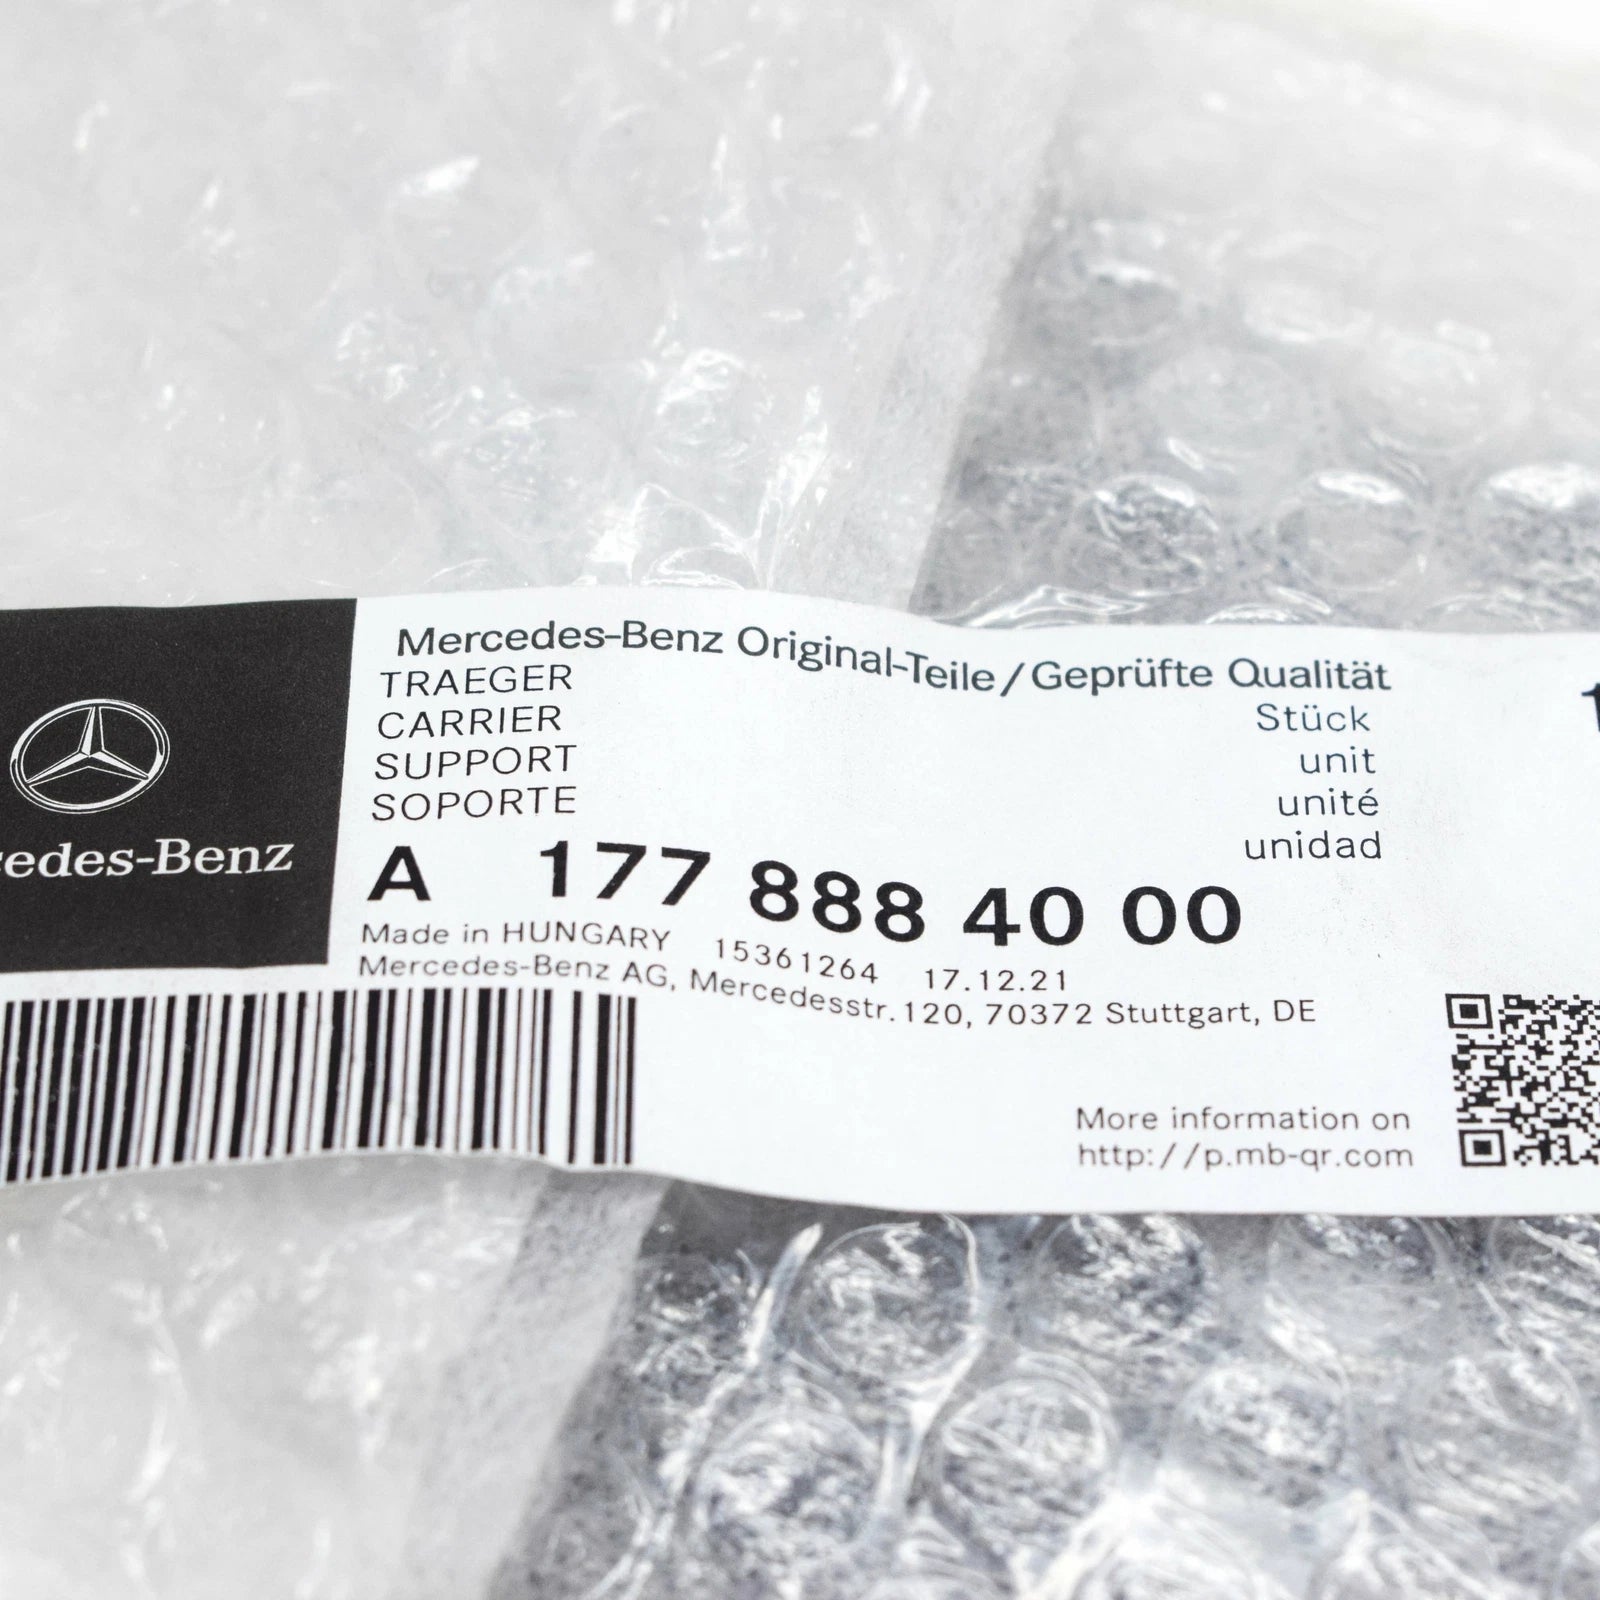 Mercedes-Benz Original-Teile/Geprüfte Qualität
TRAEGER
CARRIER
SUPPORT
SOPORTE
Stück
unit
unité
unidad
A 177 888 40 00
Made in HUNGARY 15361264 17.12.21
Mercedes-Benz AG, Mercedesstr.120, 70372 Stuttgart, DE
cedes-Benz
More information on
http://p.mb-qr.com